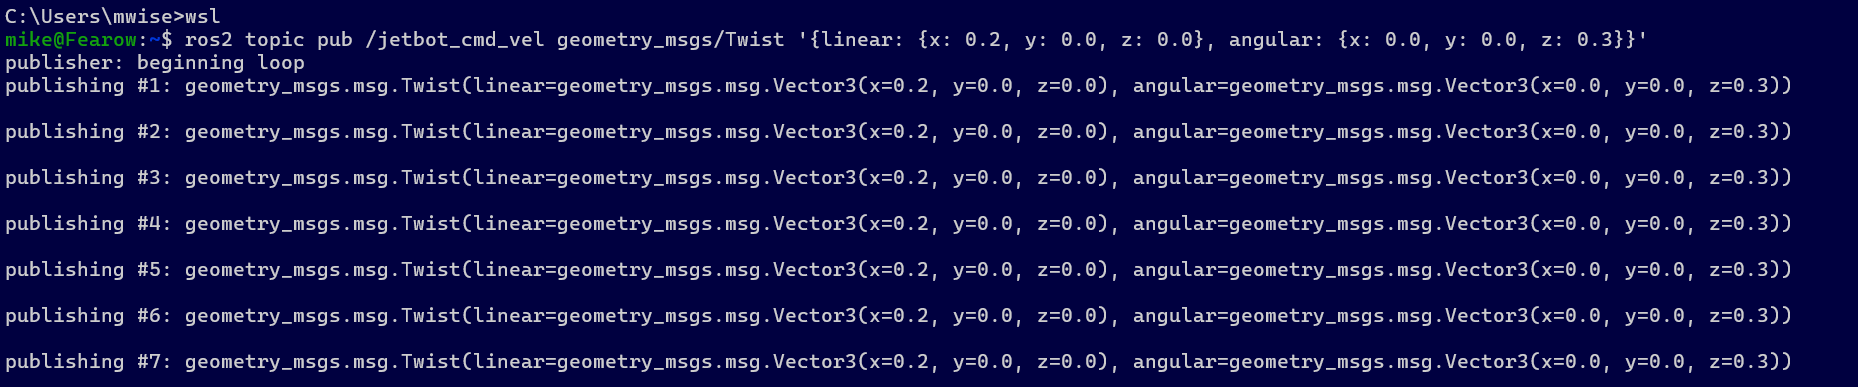 C:\Users\mwise>wsl
mike@Fearow:~$ ros2 topic pub /jetbot_cmd_vel geometry_msgs/Twist '{linear: {x: 0.2, y: 0.0, z: 0.0}, angular: {x: 0.0, y: 0.0, z: 0.3}}'
publisher: beginning loop
publishing #1: geometry_msgs.msg.Twist(linear=geometry_msgs.msg.Vector3(x=0.2, y=0.0, z=0.0), angular=geometry_msgs.msg.Vector3(x=0.0, y=0.0, z=0.3))
publishing #2: geometry_msgs.msg.Twist(linear=geometry_msgs.msg.Vector3(x=0.2, y=0.0, z=0.0), angular=geometry_msgs.msg.Vector3(x=0.0, y=0.0, z=0.3))
publishing #3: geometry_msgs.msg.Twist(linear=geometry_msgs.msg.Vector3(x=0.2, y=0.0, z=0.0), angular=geometry_msgs.msg.Vector3(x=0.0, y=0.0, z=0.3))
publishing #4: geometry_msgs.msg.Twist(linear=geometry_msgs.msg.Vector3(x=0.2, y=0.0, z=0.0), angular=geometry_msgs.msg.Vector3(x=0.0, y=0.0, z=0.3))
publishing #5: geometry_msgs.msg.Twist(linear=geometry_msgs.msg.Vector3(x=0.2, y=0.0, z=0.0), angular=geometry_msgs.msg.Vector3(x=0.0, y=0.0, z=0.3))
publishing #6: geometry_msgs.msg.Twist(linear=geometry_msgs.msg.Vector3(x=0.2, y=0.0, z=0.0), angular=geometry_msgs.msg.Vector3(x=0.0, y=0.0, z=0.3))
publishing #7: geometry_msgs.msg.Twist(linear=geometry_msgs.msg.Vector3(x=0.2, y=0.0, z=0.0), angular=geometry_msgs.msg.Vector3(x=0.0, y=0.0, z=0.3))